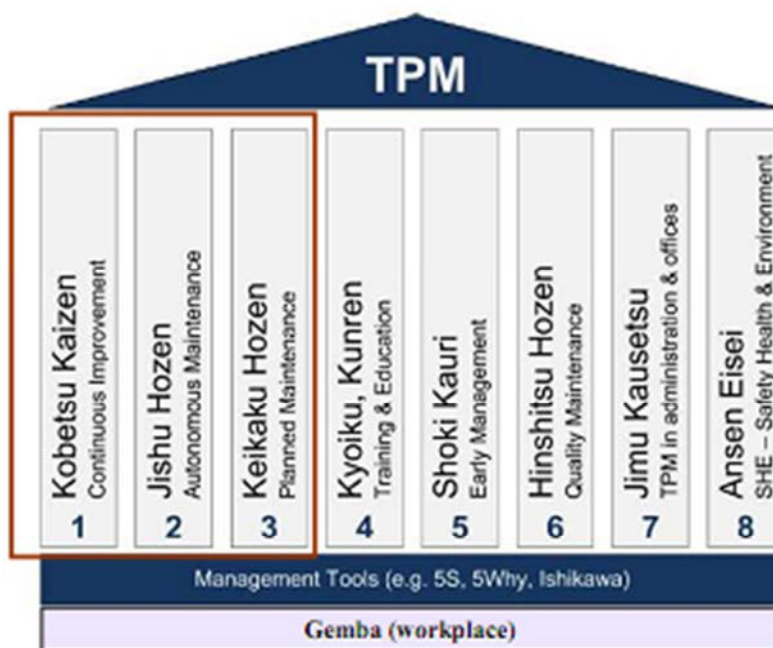 TPM
Kobetsu Kaizen
Continuous Improvement
1
Jishu Hozen
Autonomous Maintenance
2
Keikaku Hozen
Planned Maintenance
3
Kyoiku, Kunren
Training & Education
4
Shoki Kauri
Early Management
5
Hinshitsu Hozen
Quality Maintenance
6
Jimu Kausetsu
TPM in administration & offices
7
Ansen Eisei
SHE – Safety Health & Environment
8
Management Tools (e.g. 5S, 5Why, Ishikawa)
Gemba (workplace)